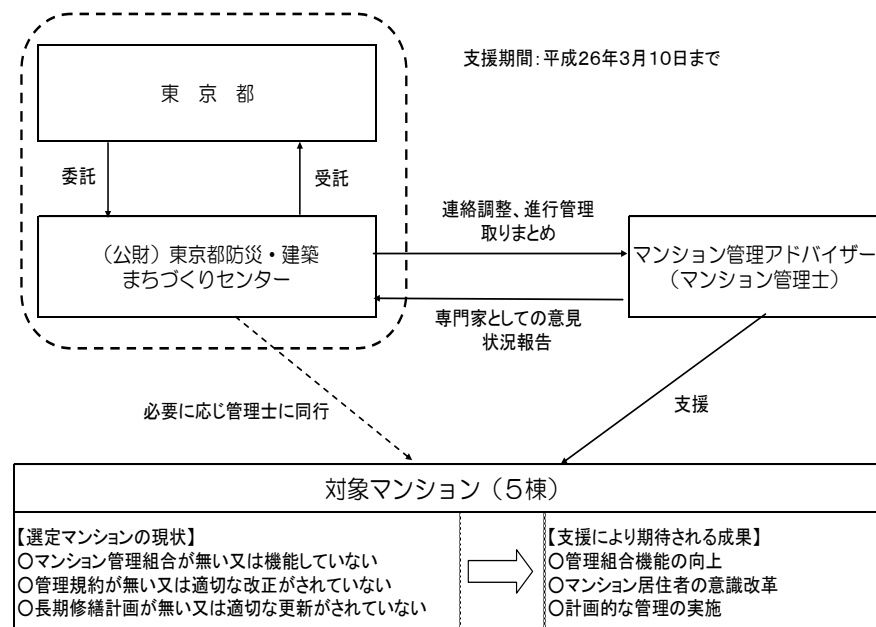 支援期間：平成26年3月10日まで
東　京　都
委託
受託
（公財）東京都防災・建築
まちづくりセンター
連絡調整、進行管理
取りまとめ
マンション管理アドバイザー
（マンション管理士）
専門家としての意見
状況報告
必要に応じ管理士に同行
支援
対象マンション（５棟）
【選定マンションの現状】
○マンション管理組合が無い又は機能していない
○管理規約が無い又は適切な改正がされていない
○長期修繕計画が無い又は適切な更新がされていない
【支援により期待される成果】
○管理組合機能の向上
○マンション居住者の意識改革
○計画的な管理の実施